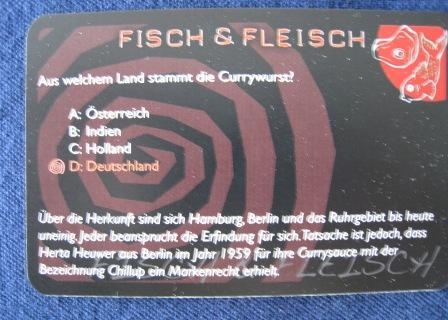 FISCH & FLEISCH
Aus welchem Land stammt die Currywurst?
A: Österreich
B: Indien
C: Holland
D: Deutschland
Über die Herkunft sind sich Hamburg, Berlin und das Ruhrgebiet bis heute
uneinig. Jeder beansprucht die Erfindung für sich. Tatsache ist jedoch, dass
Herta Heuwer aus Berlin im Jahr 1959 für ihre Currysauce mit der
Bezeichnung Chillup ein Markenrecht erhielt.
FISCH & FLEISCH